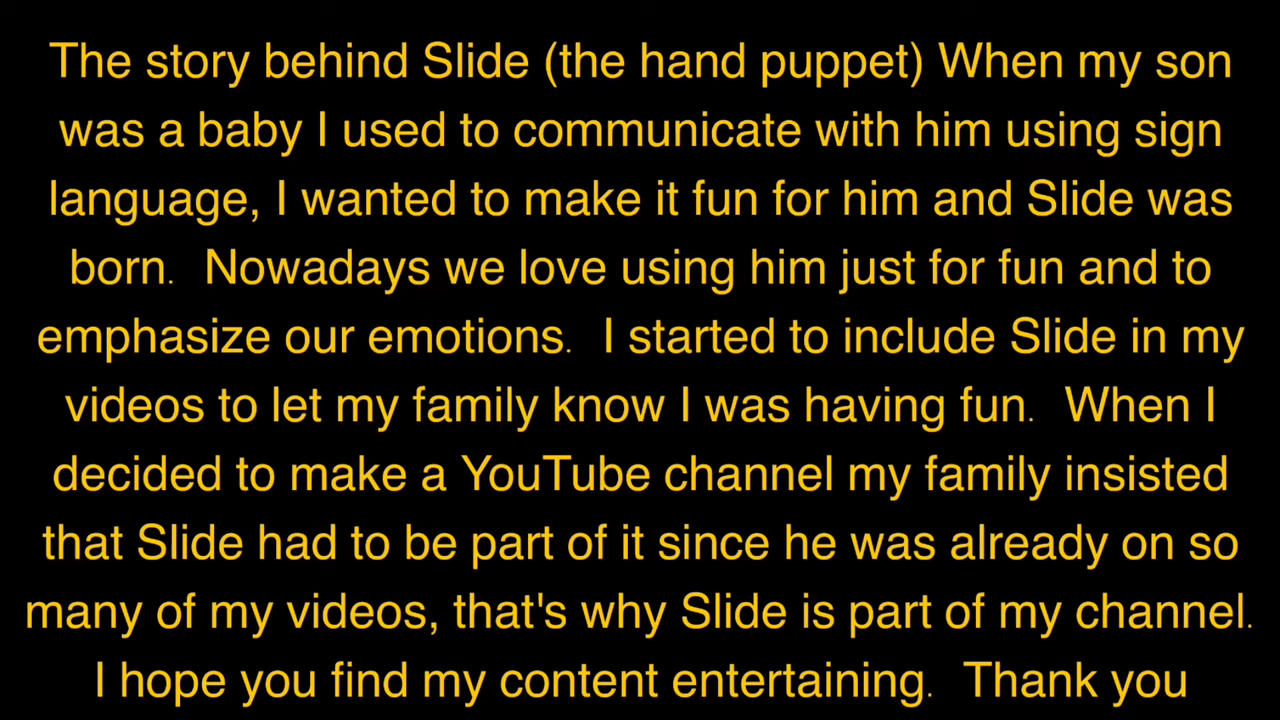 The story behind Slide (the hand puppet) When my son
was a baby I used to communicate with him using sign
language, I wanted to make it fun for him and Slide was
born.  Nowadays we love using him just for fun and to
emphasize our emotions.  I started to include Slide in my
videos to let my family know I was having fun.  When I
decided to make a YouTube channel my family insisted
that Slide had to be part of it since he was already on so
many of my videos, that's why Slide is part of my channel.
I hope you find my content entertaining.  Thank you